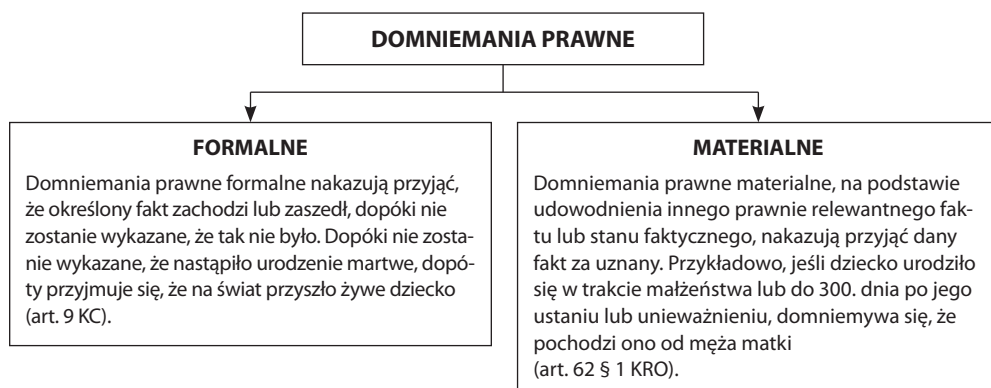 DOMNIEMANIA PRAWNE
FORMALNE
Domniemania prawne formalne nakazują przyjąć,
że określony fakt zachodzi lub zaszedł, dopóki nie
zostanie wykazane, że tak nie było. Dopóki nie zosta-
nie wykazane, że nastąpiło urodzenie martwe, dopó-
ty przyjmuje się, że na świat przyszło żywe dziecko
(art. 9 KC).
MATERIALNE
Domniemania prawne materialne, na podstawie
udowodnienia innego prawnie relewantnego fak-
tu lub stanu faktycznego, nakazują przyjąć dany
fakt za uznany. Przykładowo, jeśli dziecko urodziło
się w trakcie małżeństwa lub do 300. dnia po jego
ustaniu lub unieważnieniu, domniemywa się, że
pochodzi ono od męża matki
(art. 62 § 1 KRO).